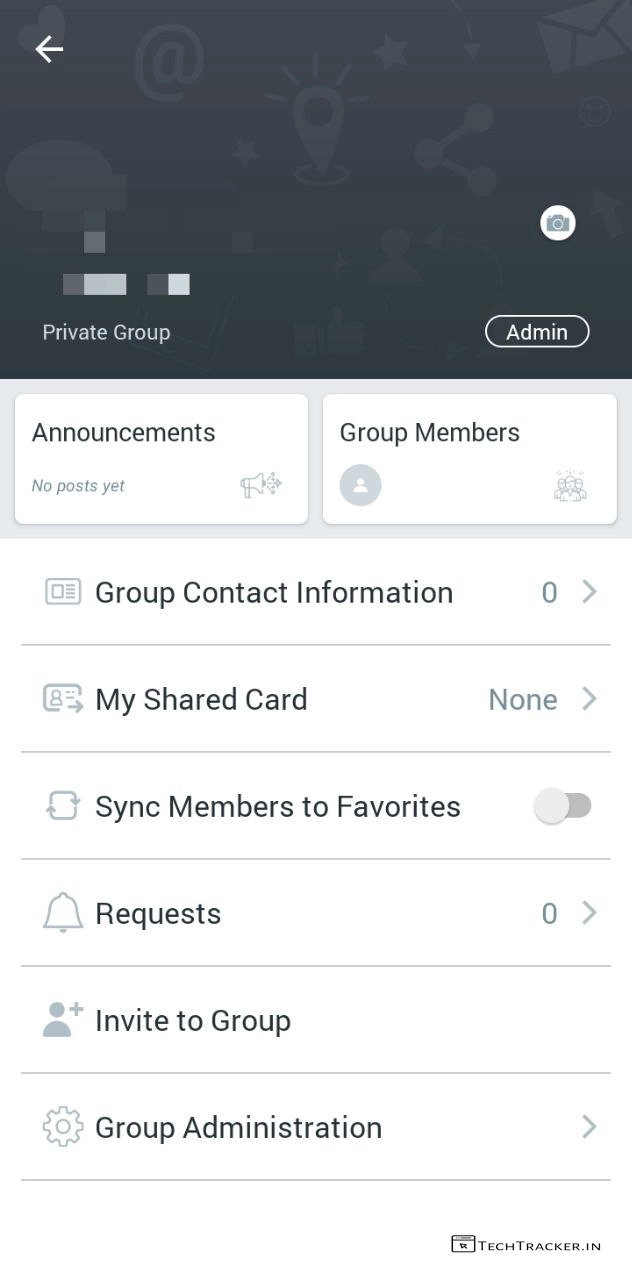 Private Group
Admin
Announcements
No posts yet
Group Members
Group Contact Information 0
My Shared Card None
Sync Members to Favorites
Requests 0
Invite to Group
Group Administration
TECHTRACKER.IN